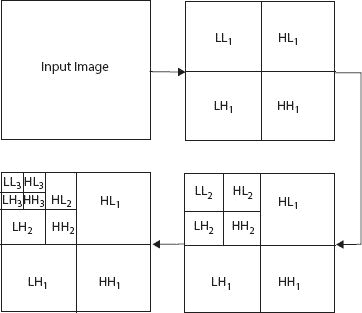 Input Image
LL₁ HL₁
LH₁ HH₁
LL₃ HL₃
LH₃ HH₃ HL₂ HL₁
LH₂ HH₂
LH₁ HH₁
LL₂ HL₂ HL₁
LH₂ HH₂
LH₁ HH₁